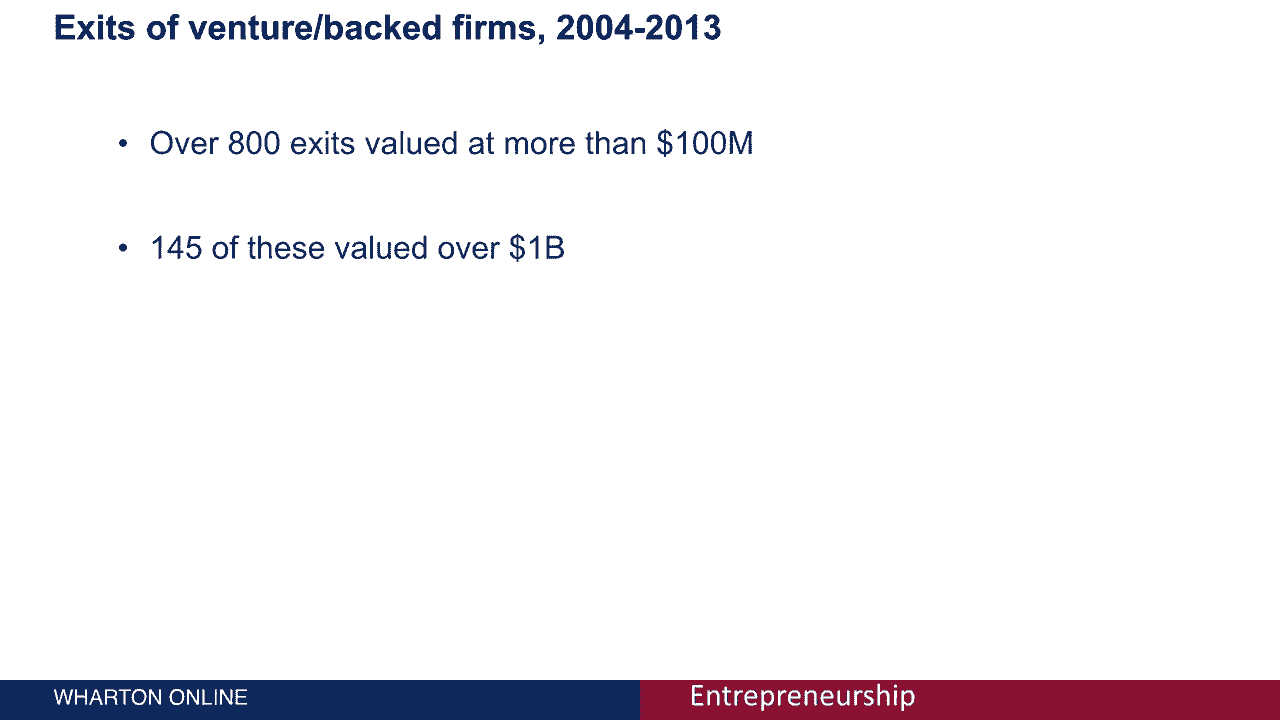 Exits of venture/backed firms, 2004-2013
• Over 800 exits valued at more than $100M
• 145 of these valued over $1B
WHARTON ONLINE
Entrepreneurship